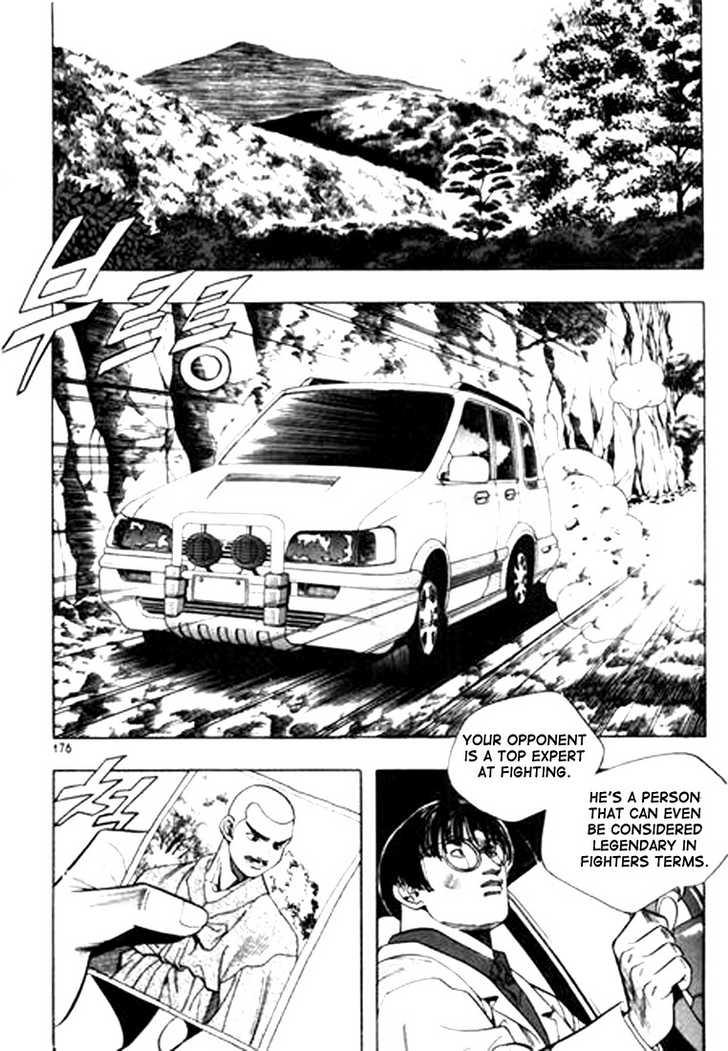 부르릉
176
YOUR OPPONENT
IS A TOP EXPERT
AT FIGHTING.
HE'S A PERSON
THAT CAN EVEN
BE CONSIDERED
LEGENDARY IN
FIGHTERS TERMS.
척